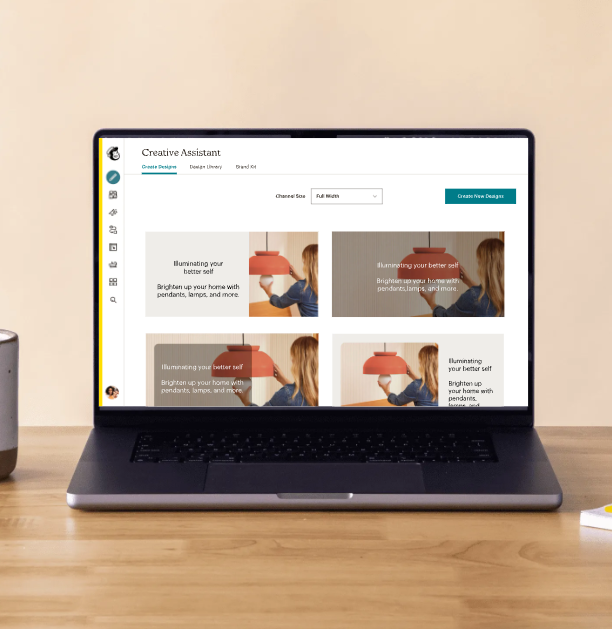 Creative Assistant
Create Designs Design Library Brand Kit
Channel Size Full Width Create New Designs
Illuminating your
better self
Brighten up your home with
pendants, lamps, and more.
Illuminating your better self
Brighten up your home with
pendants,lamps, and more.
Illuminating your better self
Brighten up your home with
pendants, lamps, and more.
Illuminating
your better self
Brighten up
your home with
pendants,
lamps, and